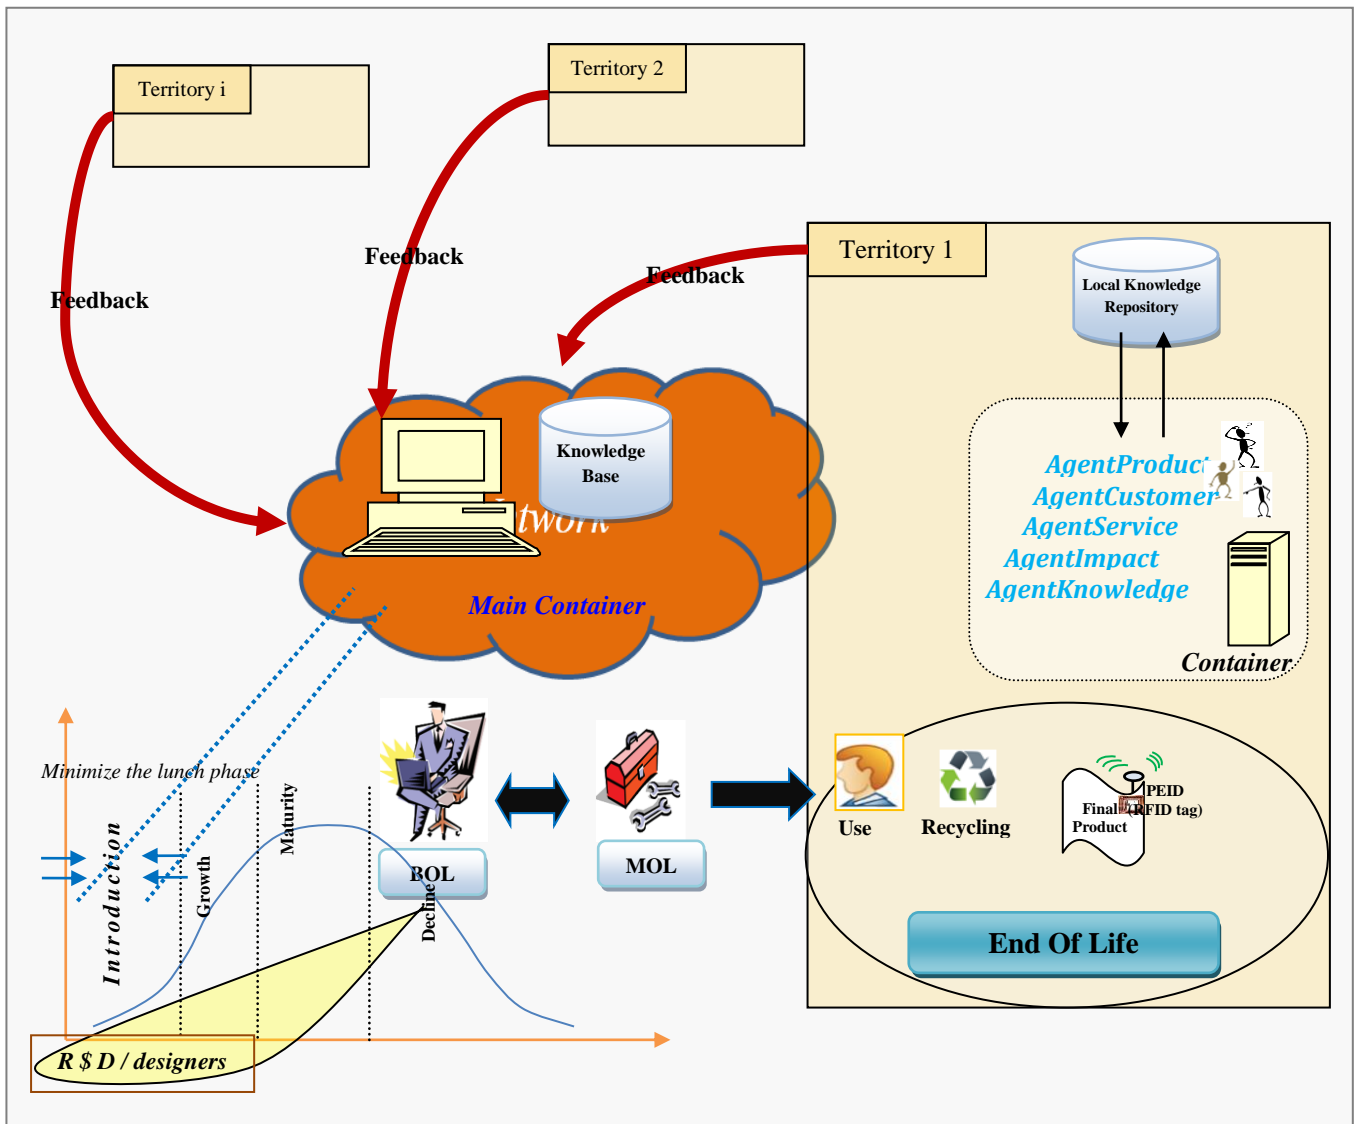 Territory i
Territory 2
Territory 1
Feedback
Feedback
Feedback
Local Knowledge
Repository
Knowledge
Base
twork
Main Container
AgentProduct
AgentCustomer
AgentService
AgentImpact
AgentKnowledge
Container
Minimize the lunch phase
Introduction
Growth
Maturity
Decline
BOL
MOL
Use
Recycling
Final
Product
PEID
(RFID tag)
End Of Life
R $ D / designers